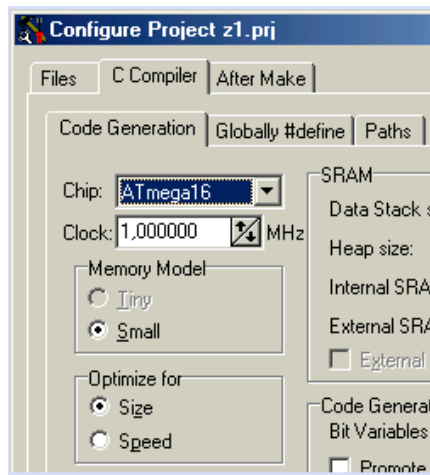 Configure Project z1.prj
Files C Compiler After Make
Code Generation Globally #define Paths
Chip: ATmega16
Clock: 1,000000 MHz
Memory Model
Tiny
Small
Optimize for
Size
Speed
SRAM
Data Stack
Heap size:
Internal SRA
External SRA
External
Code Generat
Bit Variables
Promote